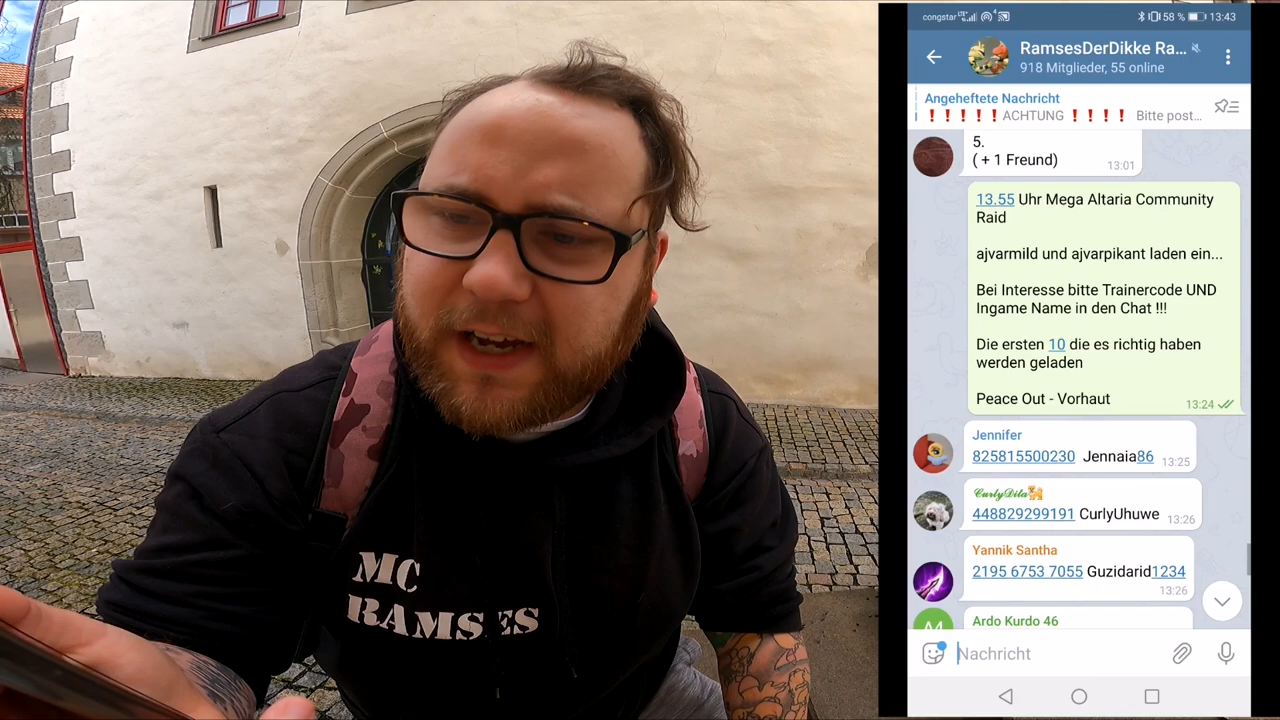 MC
RAMSES
congstar 58 % 13:43
RamsesDerDikke Ra...
918 Mitglieder, 55 online
Angeheftete Nachricht
❗❗❗❗❗ACHTUNG❗❗❗❗ Bitte post...
5.
( + 1 Freund)
13:01
13.55 Uhr Mega Altaria Community
Raid
ajvarmild und ajvarpikant laden ein...
Bei Interesse bitte Trainercode UND
Ingame Name in den Chat !!!
Die ersten 10 die es richtig haben
werden geladen
Peace Out - Vorhaut
13:24
Jennifer
825815500230 Jennaia86 13:25
CurlyDila
448829299191 CurlyUhuwe 13:26
Yannik Santha
2195 6753 7055 Guzidarid1234
13:26
Ardo Kurdo 46
Nachricht